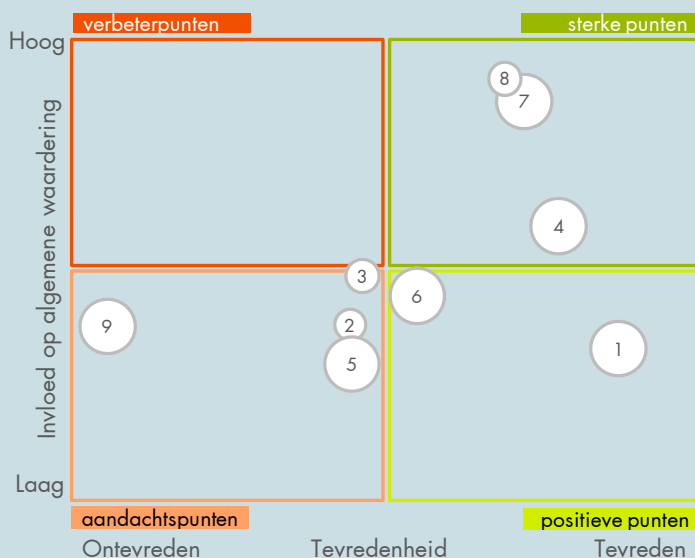 verbeterpunten
sterke punten
Hoog
Invloed op algemene waardering
8
7
4
3
6
9
2
1
5
Laag
aandachtspunten
positieve punten
Ontevreden
Tevredenheid
Tevreden